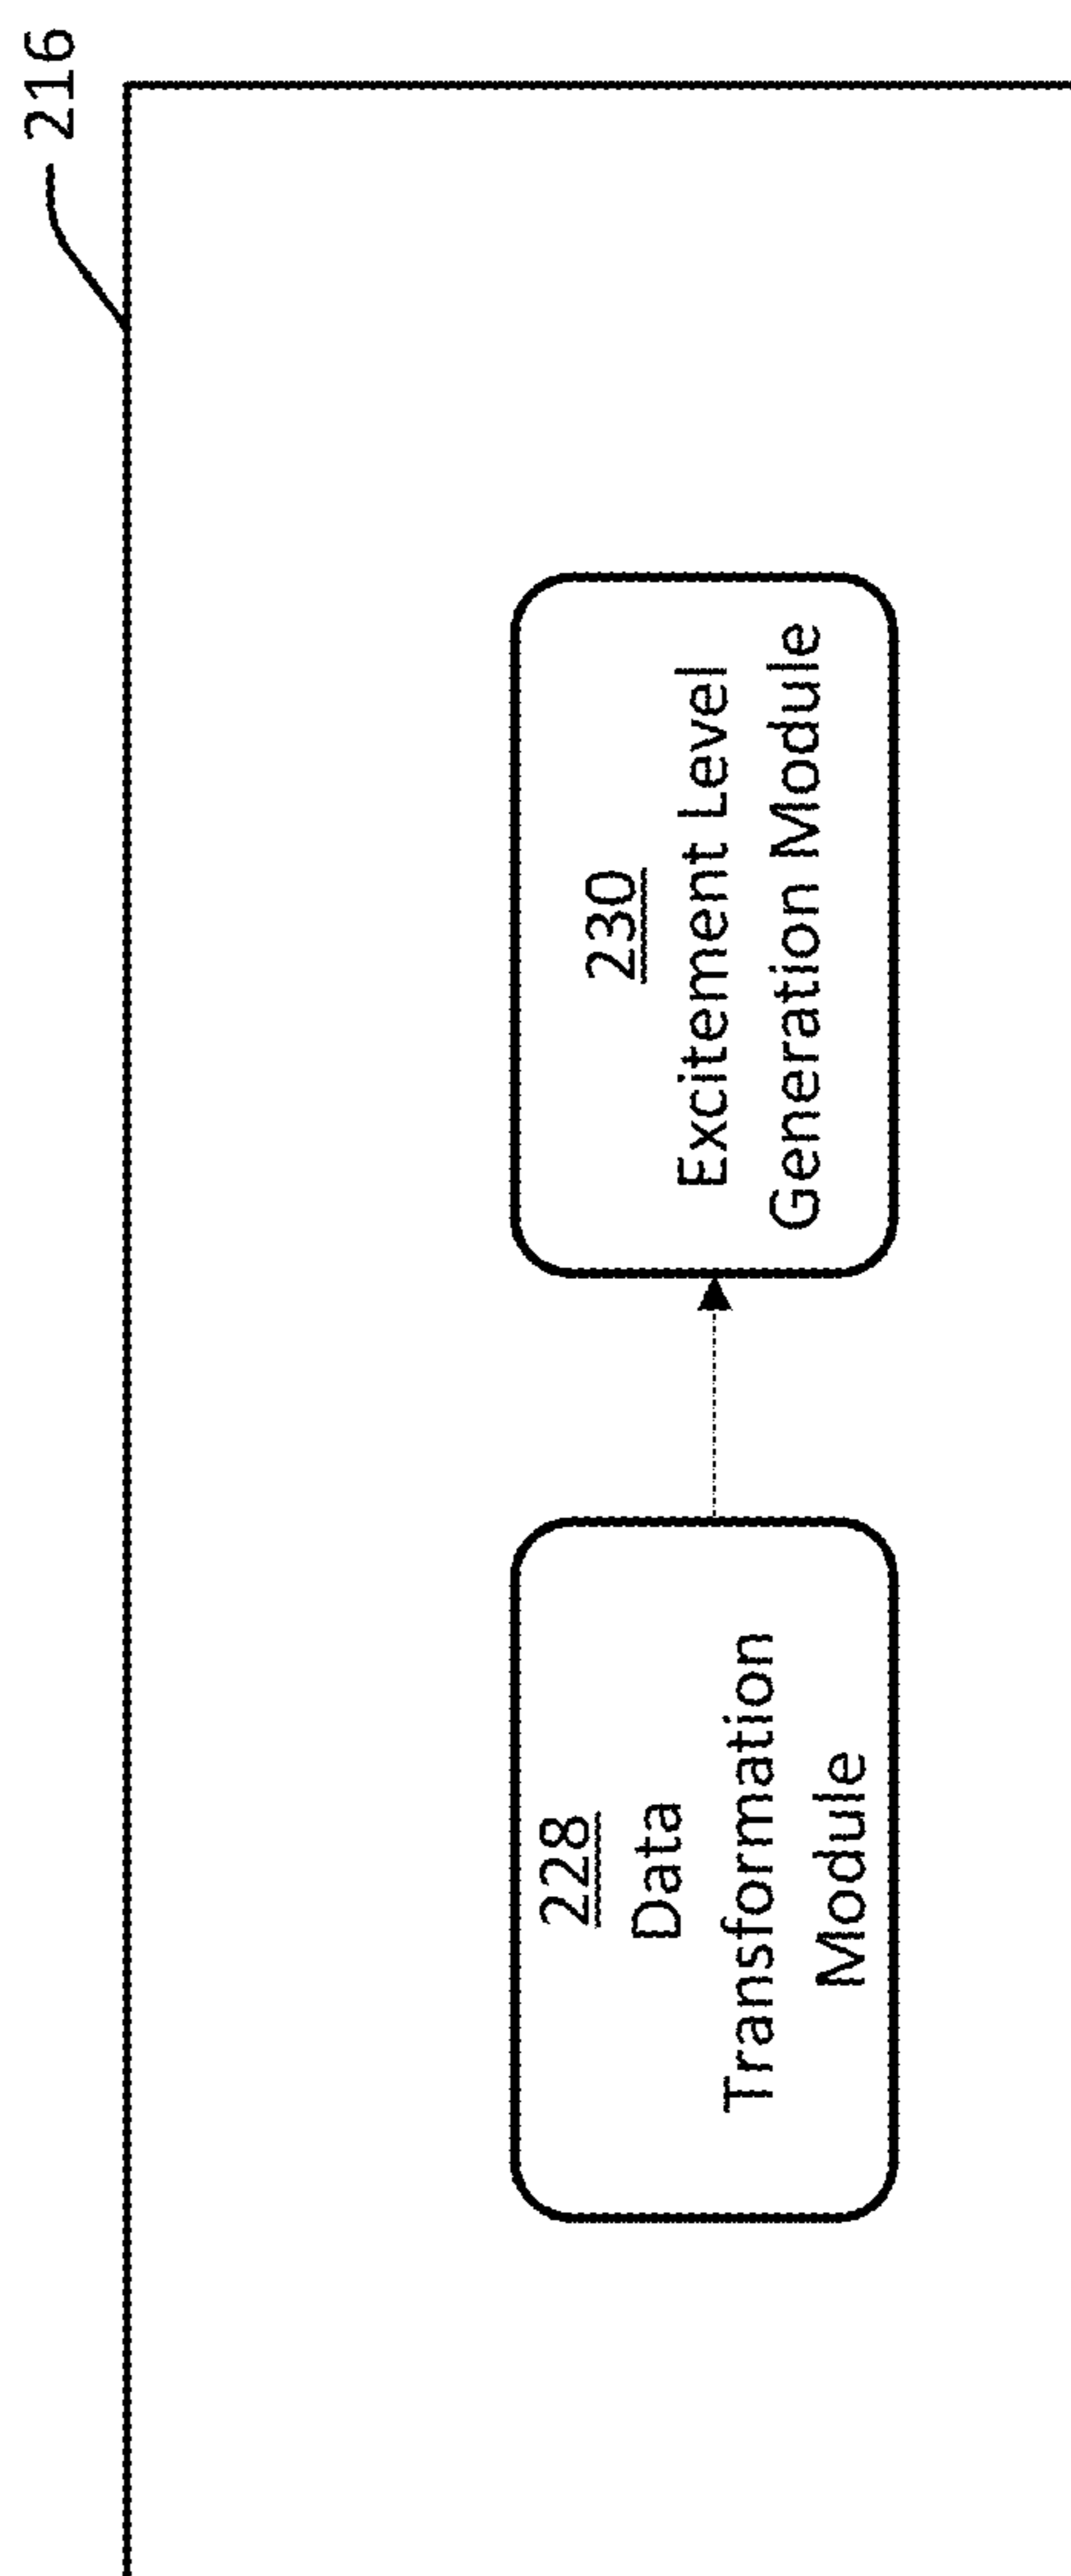 216
228
Data
Transformation
Module
230
Excitement Level
Generation Module